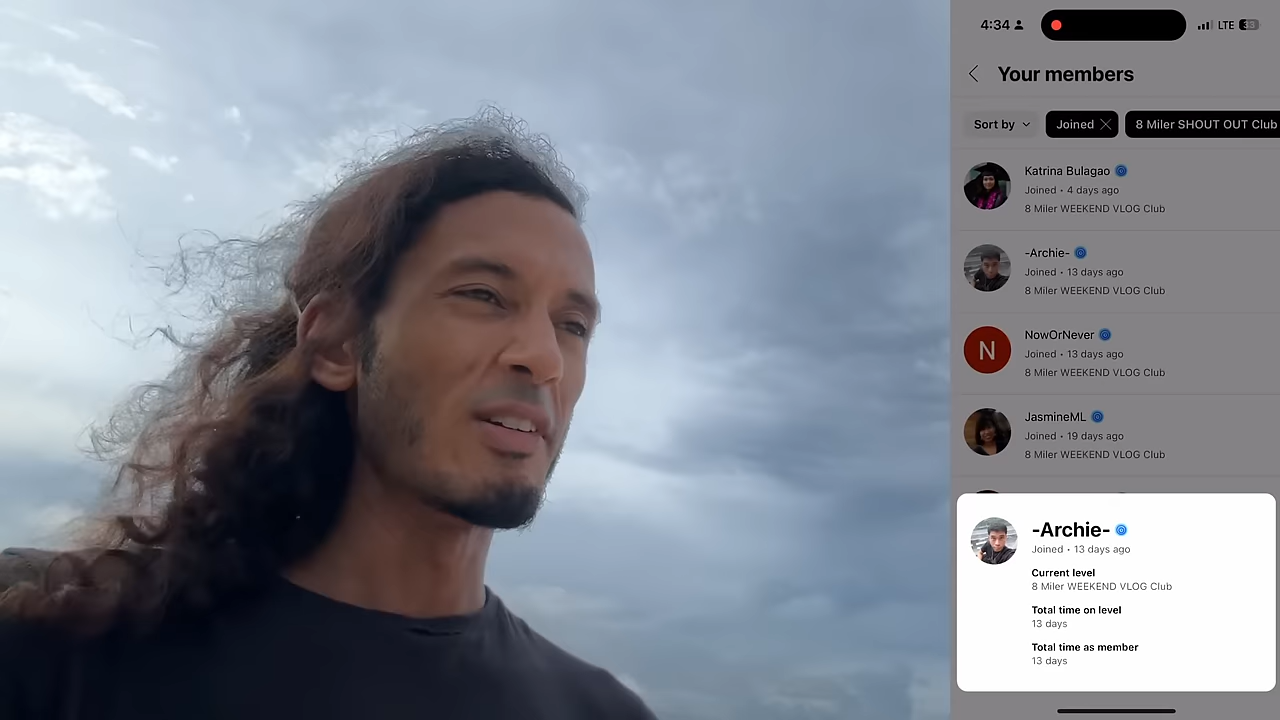 4:34
LTE
33
Your members
Sort by
Joined
8 Miler SHOUT OUT Club
Katrina Bulagao
Joined • 4 days ago
8 Miler WEEKEND VLOG Club
-Archie-
Joined • 13 days ago
8 Miler WEEKEND VLOG Club
N
NowOrNever
Joined • 13 days ago
8 Miler WEEKEND VLOG Club
JasmineML
Joined • 19 days ago
8 Miler WEEKEND VLOG Club
-Archie-
Joined • 13 days ago
Current level
8 Miler WEEKEND VLOG Club
Total time on level
13 days
Total time as member
13 days